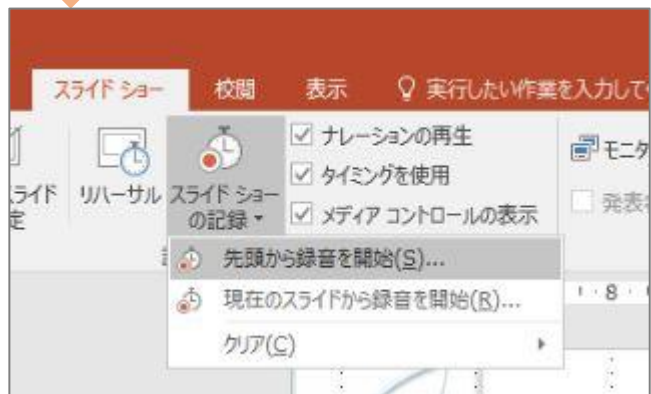 スライド ショー 校閲 表示 実行したい作業を入力して
ナレーションの再生
タイミングを使用
メディア コントロールの表示
スライド
リハーサル
スライド ショー
の記録
モニタ
発表
先頭から録音を開始(S)...
現在のスライドから録音を開始(R)...
クリア(C)
8